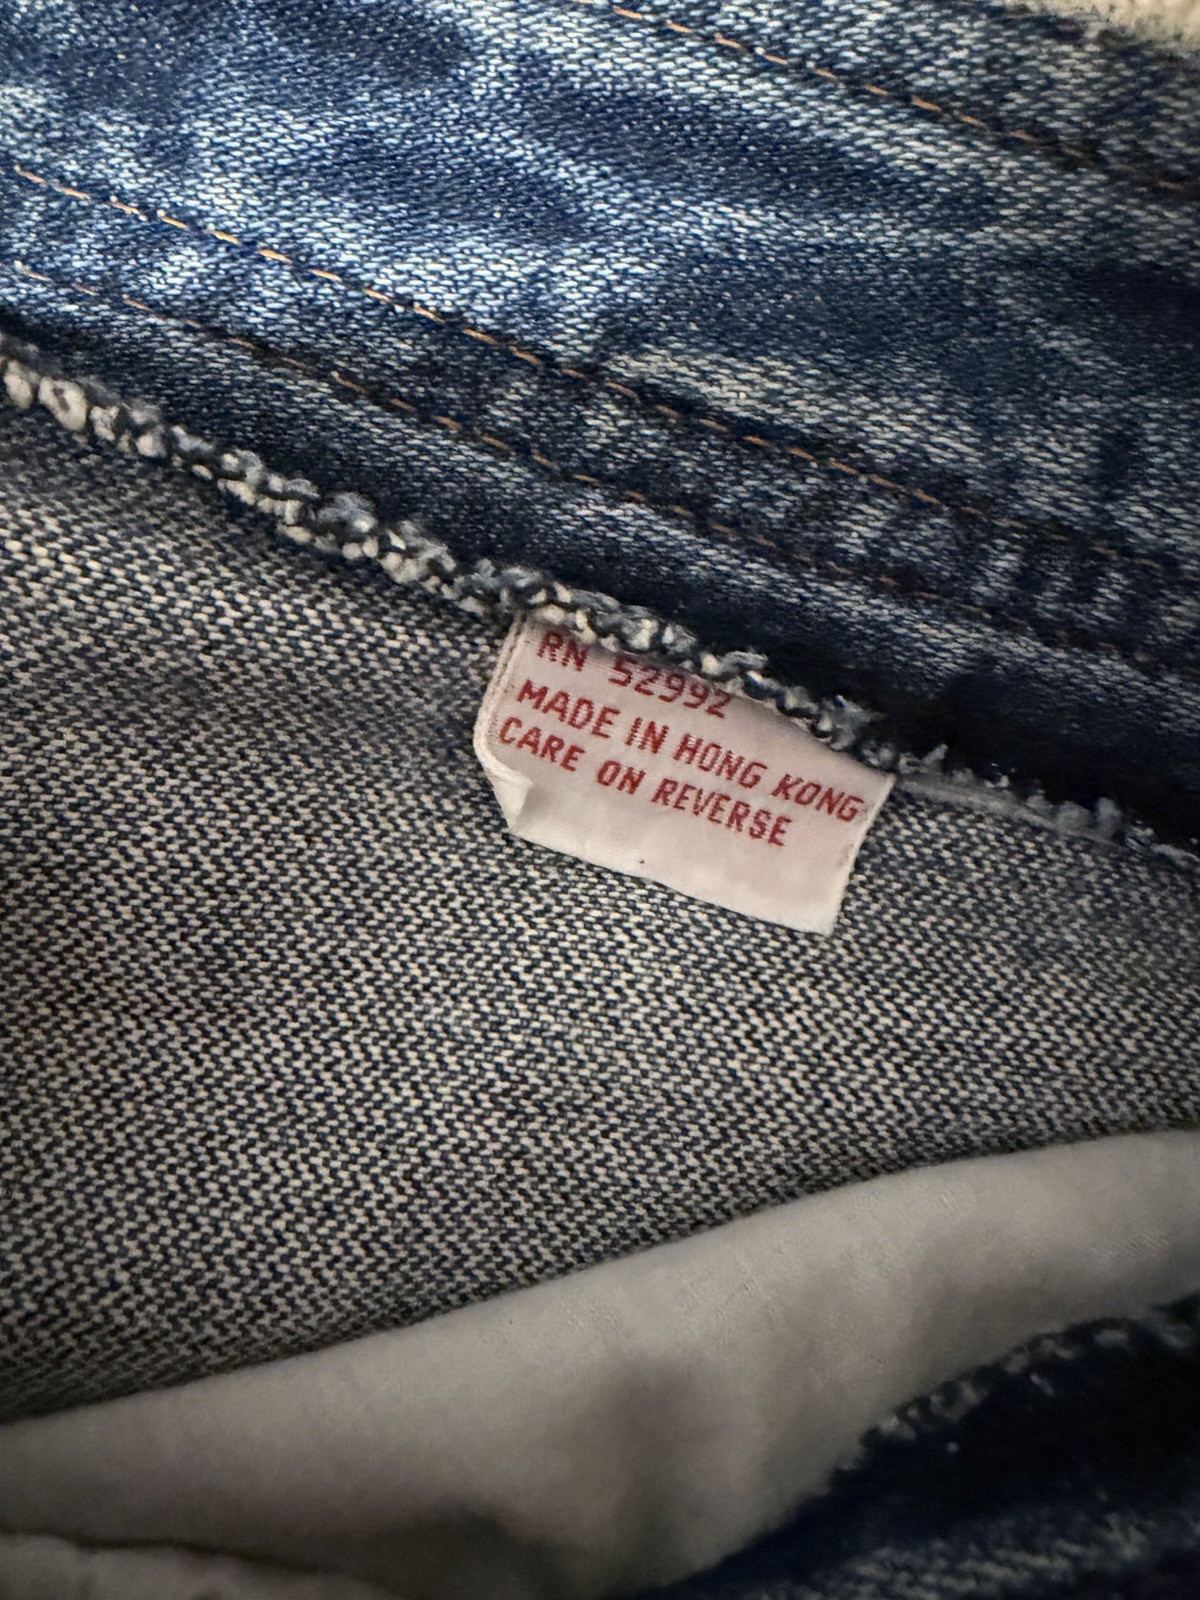 RN 52992
MADE IN HONG KONG
CARE ON REVERSE